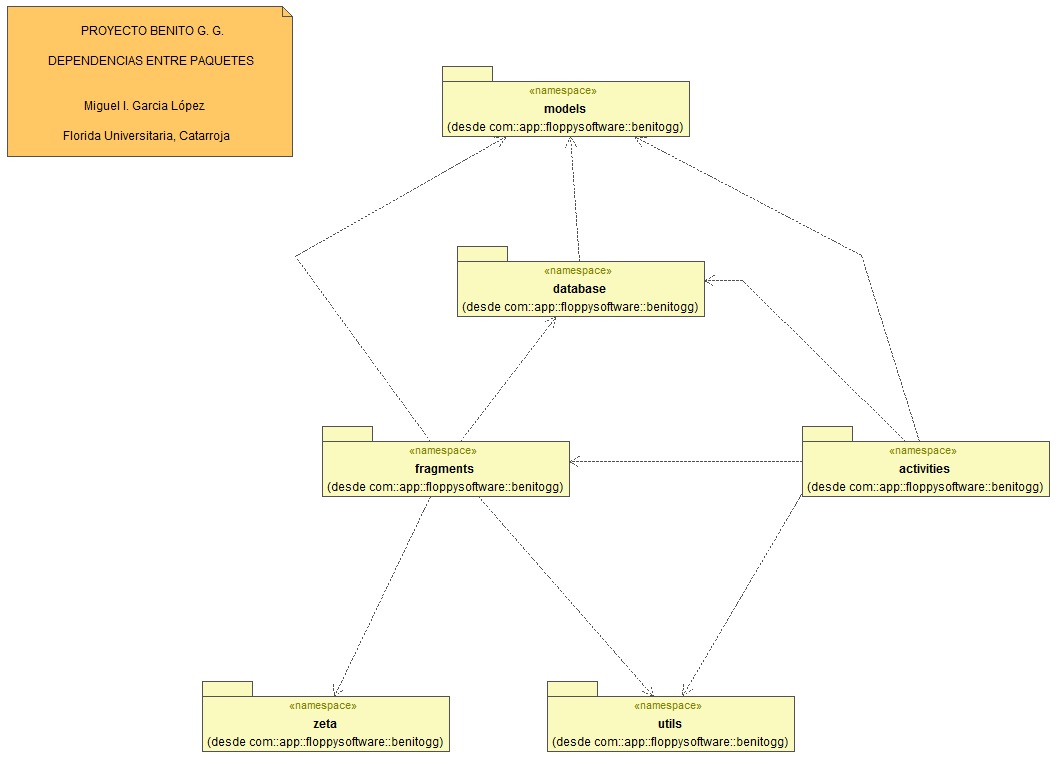 PROYECTO BENITO G. G.
DEPENDENCIAS ENTRE PAQUETES
Miguel I. Garcia López
Florida Universitaria, Catarroja
«namespace»
models
(desde com::app::floppysoftware::benitogg)
«namespace»
database
(desde com::app::floppysoftware::benitogg)
«namespace»
fragments
(desde com::app::floppysoftware::benitogg)
«namespace»
activities
(desde com::app::floppysoftware::benitogg)
«namespace»
zeta
(desde com::app::floppysoftware::benitogg)
«namespace»
utils
(desde com::app::floppysoftware::benitogg)